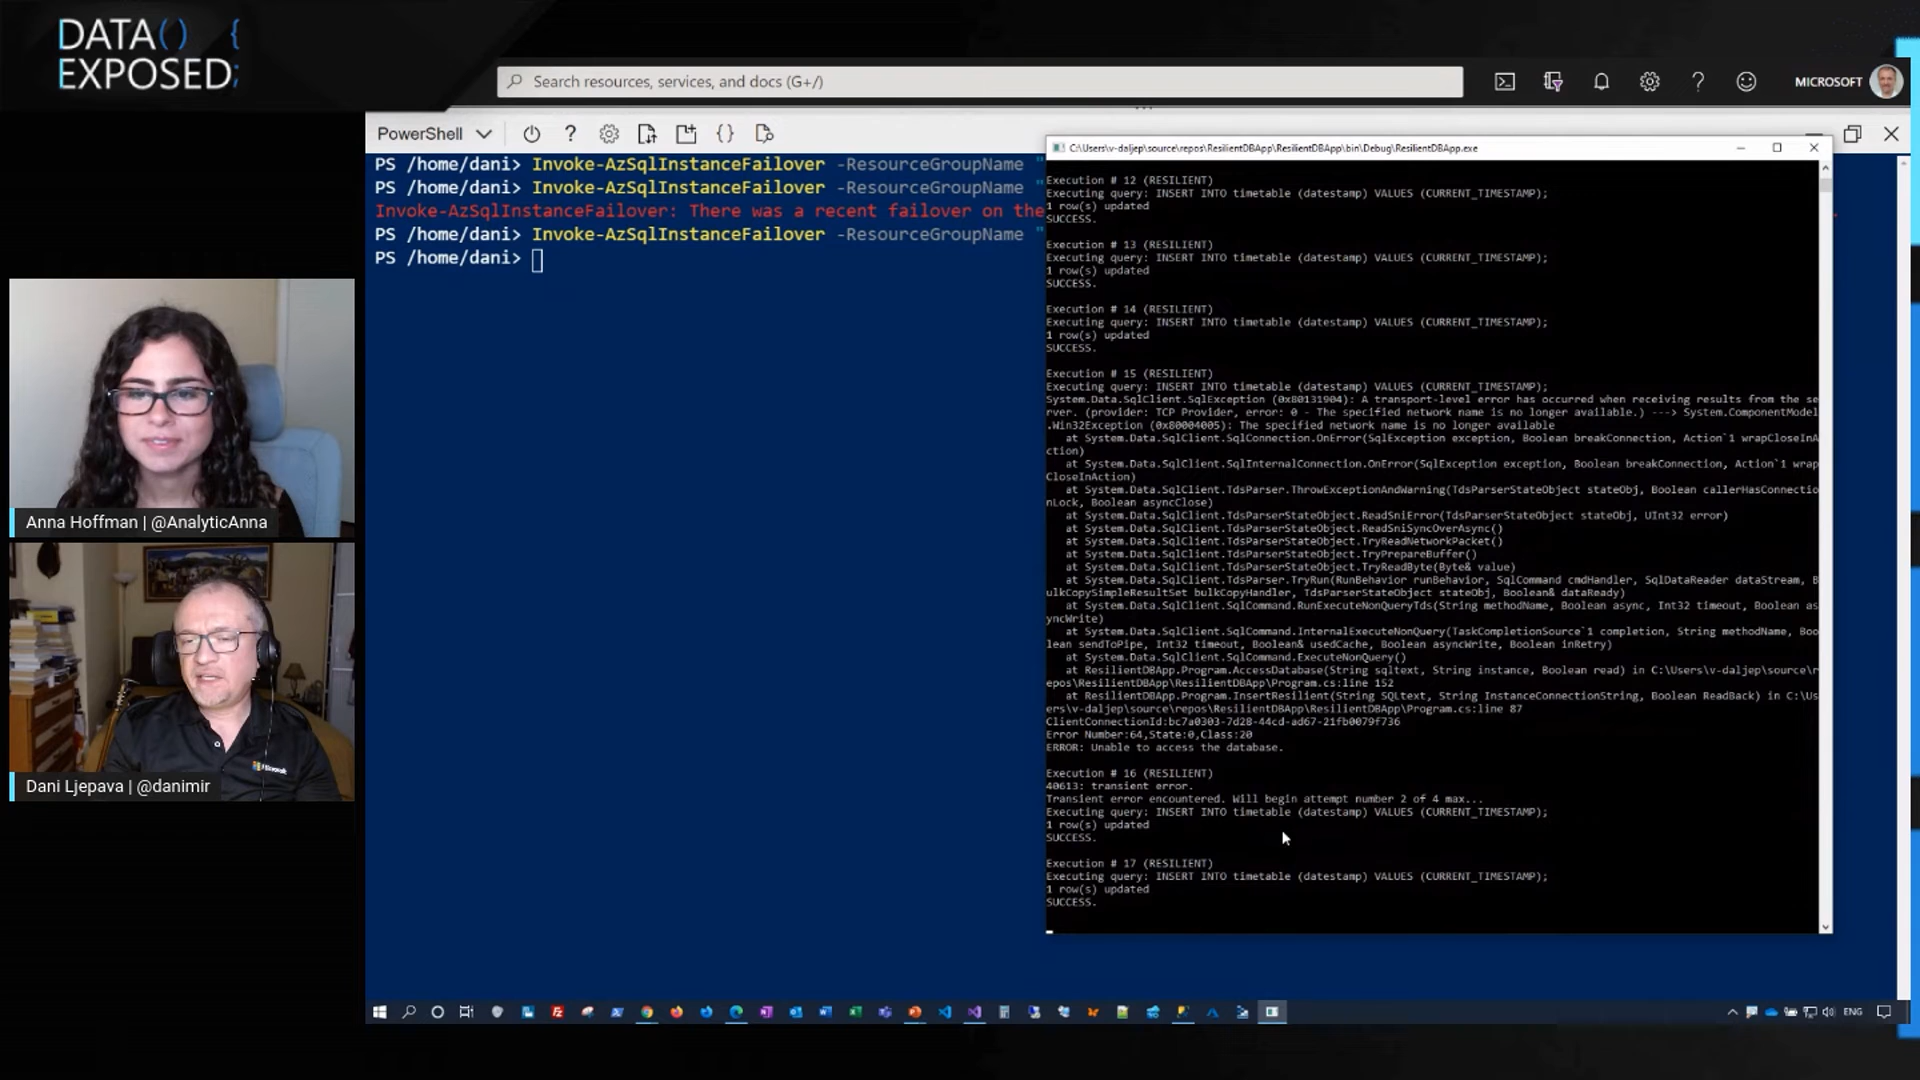 DATA() {
EXPOSED;
Search resources, services, and docs (G+/)
MICROSOFT
PowerShell
PS /home/dani> Invoke-AzSqlInstanceFailover -ResourceGroupName "
PS /home/dani> Invoke-AzSqlInstanceFailover -ResourceGroupName "
Invoke-AzSqlInstanceFailover: There was a recent failover on the
PS /home/dani> Invoke-AzSqlInstanceFailover -ResourceGroupName "
PS /home/dani>
C:\Users\v-daljep\source\repos\ResilientDBApp\ResilientDBApp\bin\Debug\ResilientDBApp.exe
Execution # 12 (RESILIENT)
Executing query: INSERT INTO timetable (datestamp) VALUES (CURRENT_TIMESTAMP);
1 row(s) updated
SUCCESS.
Execution # 13 (RESILIENT)
Executing query: INSERT INTO timetable (datestamp) VALUES (CURRENT_TIMESTAMP);
1 row(s) updated
SUCCESS.
Execution # 14 (RESILIENT)
Executing query: INSERT INTO timetable (datestamp) VALUES (CURRENT_TIMESTAMP);
1 row(s) updated
SUCCESS.
Execution # 15 (RESILIENT)
Executing query: INSERT INTO timetable (datestamp) VALUES (CURRENT_TIMESTAMP);
System.Data.SqlClient.SqlException (0x80131904): A transport-level error has occurred when receiving results from the se
rver. (provider: TCP Provider, error: 0 - The specified network name is no longer available.) ---> System.ComponentModel
.Win32Exception (0x80004005): The specified network name is no longer available
at System.Data.SqlClient.SqlConnection.OnError(SqlException exception, Boolean breakConnection, Action`1 wrapCloseInA
ction)
at System.Data.SqlClient.SqlInternalConnection.OnError(SqlException exception, Boolean breakConnection, Action`1 wrap
CloseInAction)
at System.Data.SqlClient.TdsParser.ThrowExceptionAndWarning(TdsParserStateObject stateObj, Boolean callerHasConnectio
nLock, Boolean asyncClose)
at System.Data.SqlClient.TdsParserStateObject.ReadSniError(TdsParserStateObject stateObj, UInt32 error)
at System.Data.SqlClient.TdsParserStateObject.ReadSniSyncOverAsync()
at System.Data.SqlClient.TdsParserStateObject.TryReadNetworkPacket()
at System.Data.SqlClient.TdsParserStateObject.TryPrepareBuffer()
at System.Data.SqlClient.TdsParserStateObject.TryReadByte(Byte& value)
at System.Data.SqlClient.TdsParser.TryRun(RunBehavior runBehavior, SqlCommand cmdHandler, SqlDataReader dataStream, B
ulkCopySimpleResultSet bulkCopyHandler, TdsParserStateObject stateObj, Boolean& dataReady)
at System.Data.SqlClient.SqlCommand.RunExecuteNonQueryTds(String methodName, Boolean async, Int32 timeout, Boolean as
yncWrite)
at System.Data.SqlClient.SqlCommand.InternalExecuteNonQuery(TaskCompletionSource`1 completion, String methodName, Boo
lean sendToPipe, Int32 timeout, Boolean& usedCache, Boolean asyncWrite, Boolean inRetry)
at System.Data.SqlClient.SqlCommand.ExecuteNonQuery()
at ResilientDBApp.Program.AccessDatabase(String sqltext, String instance, Boolean read) in C:\Users\v-daljep\source\r
epos\ResilientDBApp\ResilientDBApp\Program.cs:line 152
at ResilientDBApp.Program.InsertResilient(String SQLtext, String InstanceConnectionString, Boolean ReadBack) in C:\Us
ers\v-daljep\source\repos\ResilientDBApp\ResilientDBApp\Program.cs:line 87
ClientConnectionId:bc7a0303-7d28-44cd-ad67-21fb0079f736
Error Number:64,State:0,Class:20
ERROR: Unable to access the database.
Execution # 16 (RESILIENT)
40613: transient error.
Transient error encountered. Will begin attempt number 2 of 4 max...
Executing query: INSERT INTO timetable (datestamp) VALUES (CURRENT_TIMESTAMP);
1 row(s) updated
SUCCESS.
Execution # 17 (RESILIENT)
Executing query: INSERT INTO timetable (datestamp) VALUES (CURRENT_TIMESTAMP);
1 row(s) updated
SUCCESS.
Anna Hoffman | @AnalyticAnna
Microsoft
Dani Ljepava | @danimir
ENG